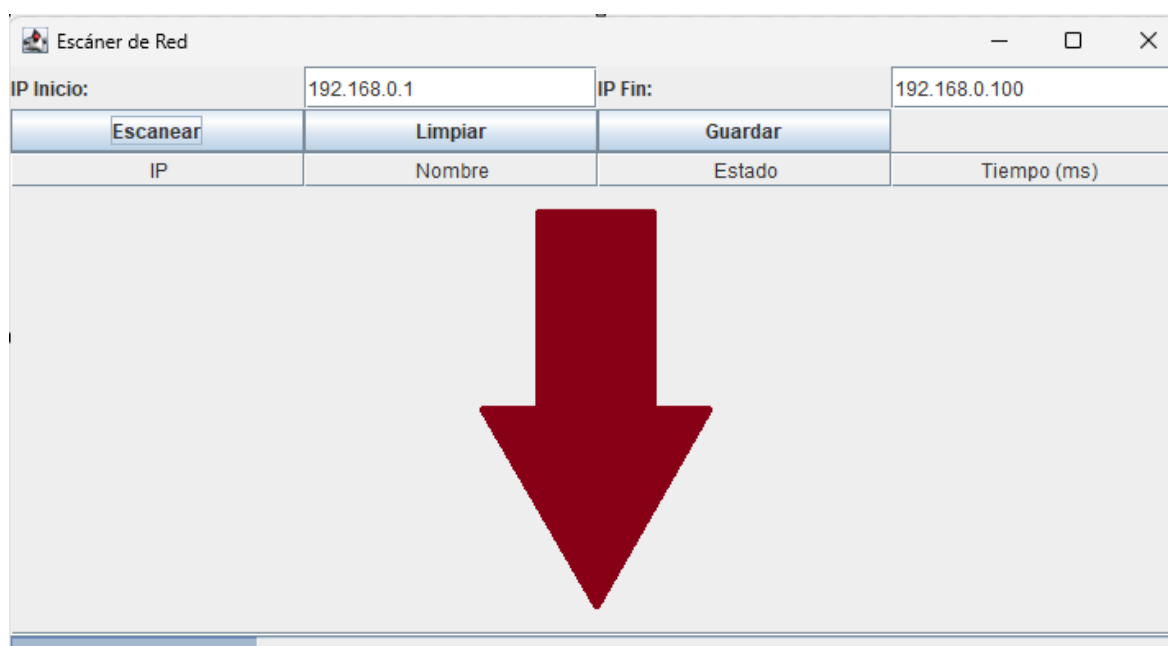 Escáner de Red
IP Inicio: 192.168.0.1 IP Fin: 192.168.0.100
Escanear Limpiar Guardar
IP Nombre Estado Tiempo (ms)